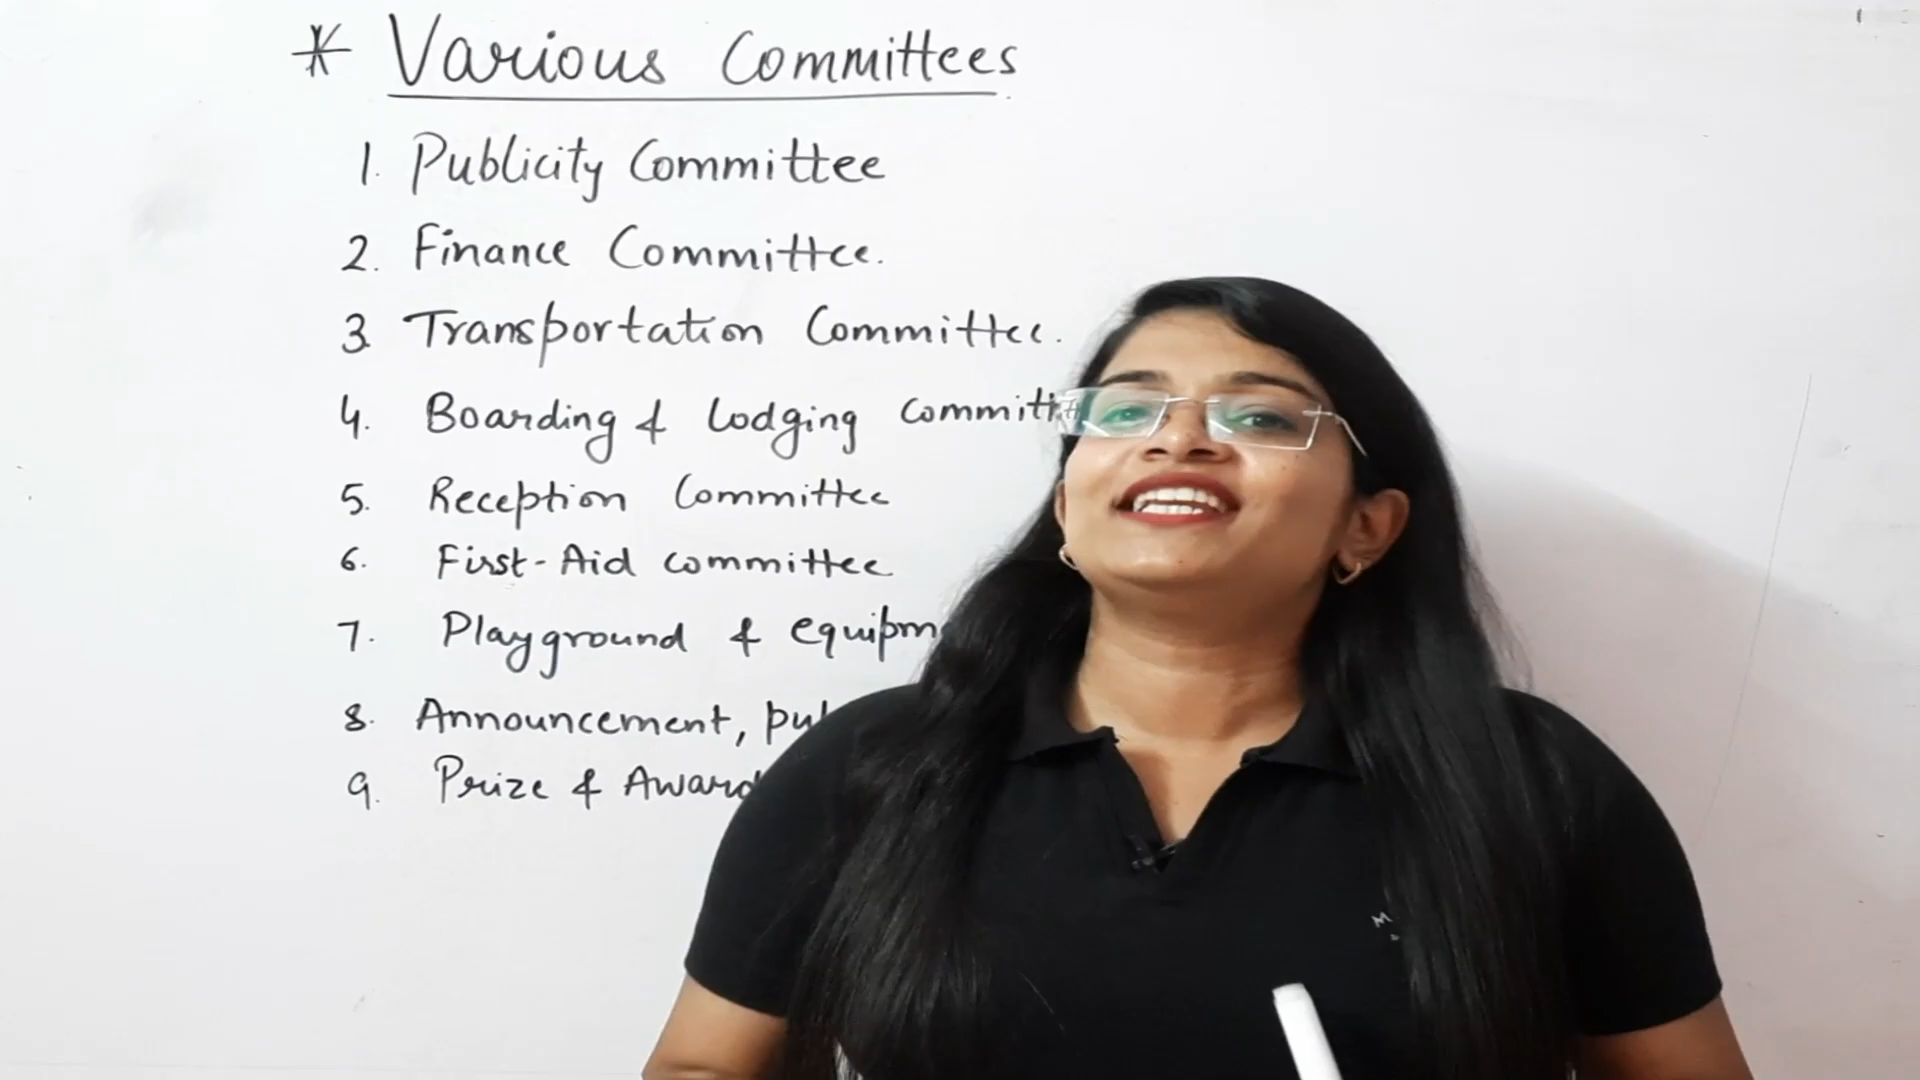 * Various Committees
1. Publicity Committee
2. Finance Committee.
3 Transportation Committee.
4. Boarding & Lodging
5. Reception Committee
6. First-Aid committee
7. Playground &
8. Announcement,
9. Prize &
M